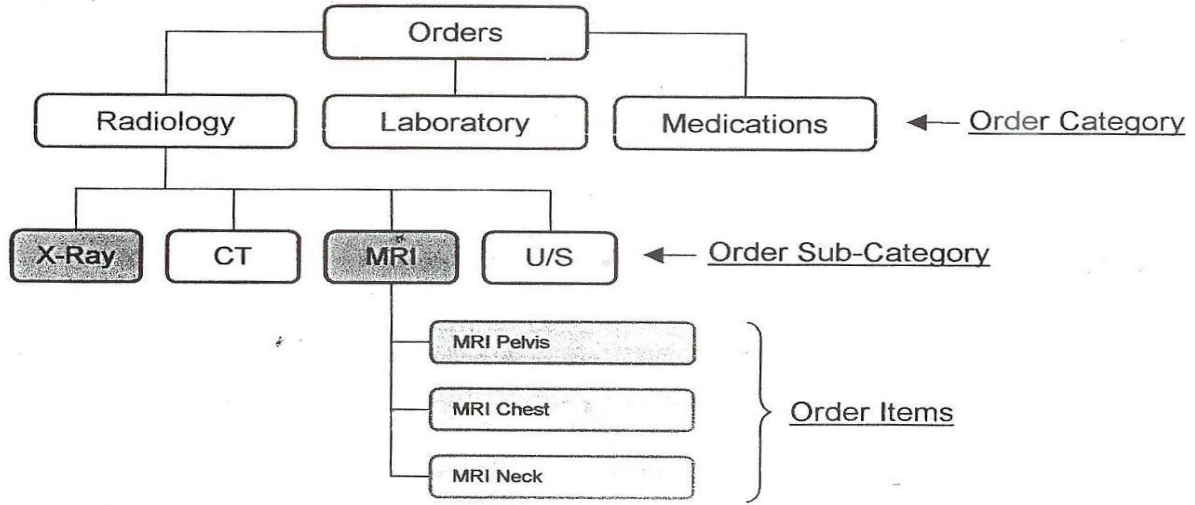 Orders
Radiology
Laboratory
Medications
Order Category
X-Ray
CT
MRI
U/S
Order Sub-Category
MRI Pelvis
MRI Chest
Order Items
MRI Neck